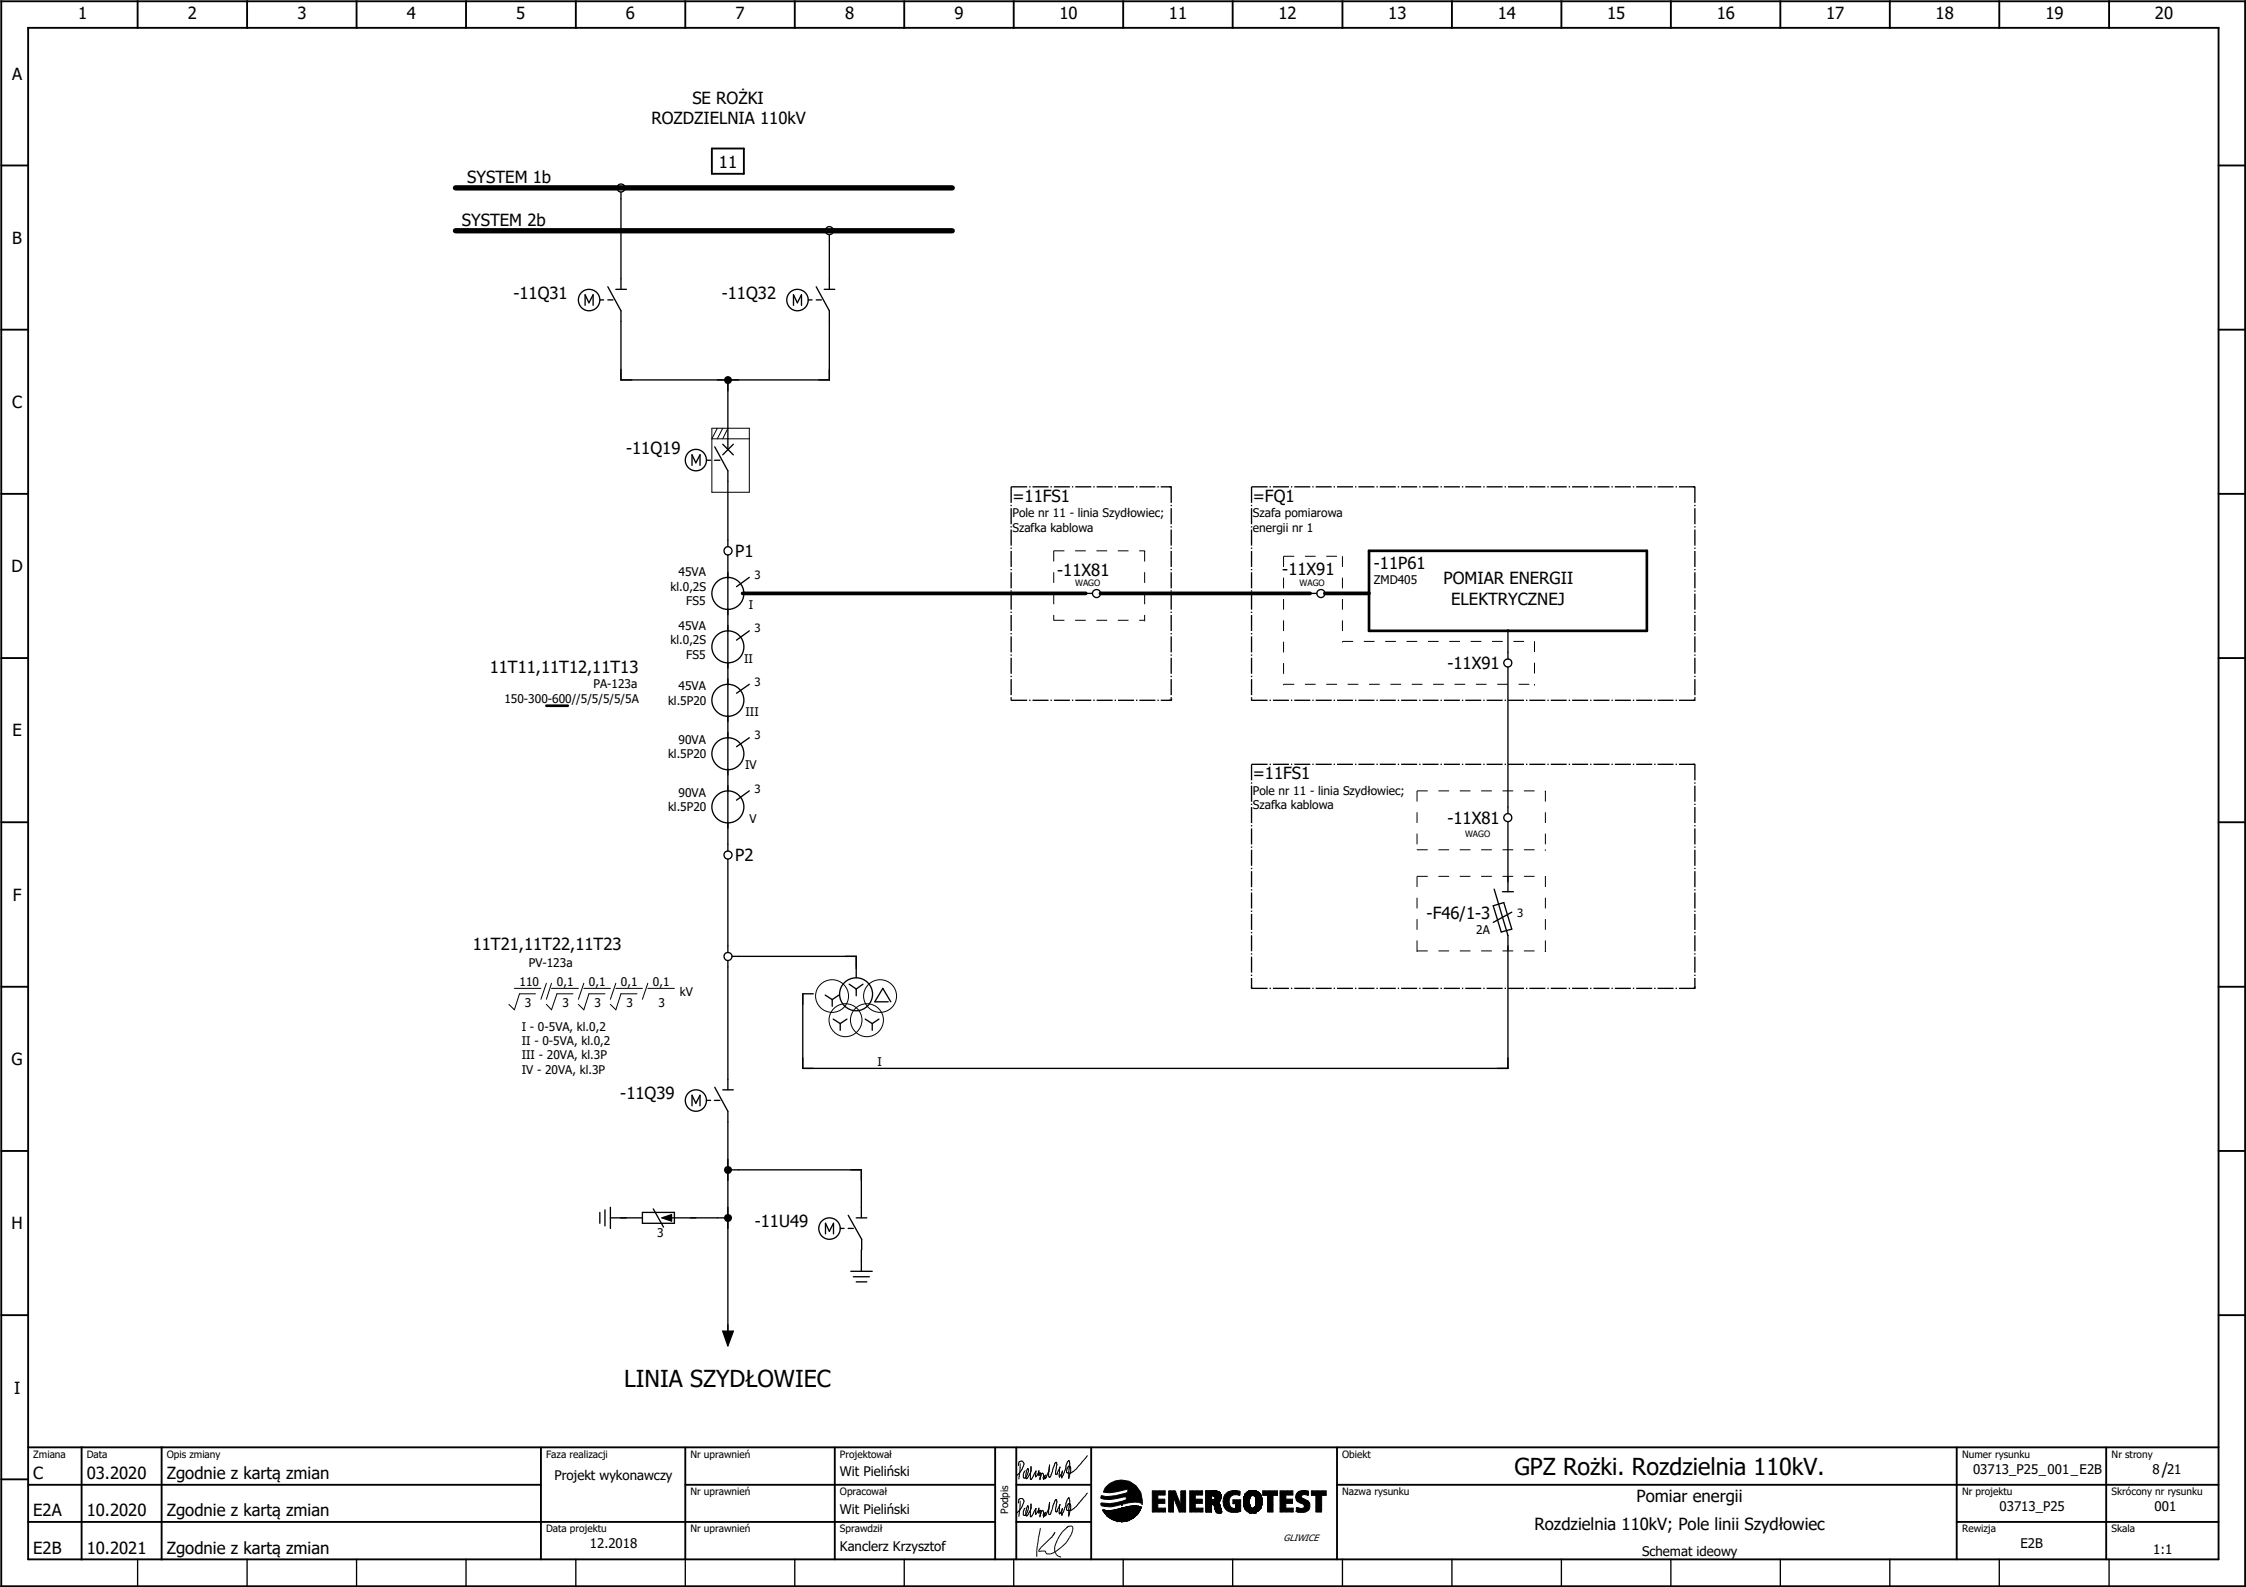 1 2 3 4 5 6 7 8 9 10 11 12 13 14 15 16 17 18 19 20
A
B
C
D
E
F
G
H
I
SE ROŻKI
ROZDZIELNIA 110kV
11
SYSTEM 1b
SYSTEM 2b
-11Q31 M
-11Q32 M
-11Q19 M
P1
45VA
kl.0,2S
FS5
3
I
45VA
kl.0,2S
FS5
3
II
11T11,11T12,11T13
PA-123a
150-300-600//5/5/5/5/5A
45VA
kl.5P20
3
III
90VA
kl.5P20
3
IV
90VA
kl.5P20
3
V
P2
=11FS1
Pole nr 11 - linia Szydłowiec;
Szafka kablowa
-11X81
WAGO
=FQ1
Szafa pomiarowa
energii nr 1
-11X91
WAGO
-11P61
ZMD405
POMIAR ENERGII
ELEKTRYCZNEJ
-11X91
=11FS1
Pole nr 11 - linia Szydłowiec;
Szafka kablowa
-11X81
WAGO
-F46/1-3
2A
3
11T21,11T22,11T23
PV-123a
110/√3 // 0,1/√3 / 0,1/√3 / 0,1/√3 / 0,1/3 kV
I - 0-5VA, kl.0,2
II - 0-5VA, kl.0,2
III - 20VA, kl.3P
IV - 20VA, kl.3P
I
-11Q39 M
3
-11U49 M
LINIA SZYDŁOWIEC
Zmiana Data Opis zmiany
C 03.2020 Zgodnie z kartą zmian
E2A 10.2020 Zgodnie z kartą zmian
E2B 10.2021 Zgodnie z kartą zmian
Faza realizacji
Projekt wykonawczy
Data projektu
12.2018
Nr uprawnień
Nr uprawnień
Nr uprawnień
Projektował
Wit Pieliński
Opracował
Wit Pieliński
Sprawdził
Kanclerz Krzysztof
Podpis
ENERGOTEST
GLIWICE
Obiekt
GPZ Rożki. Rozdzielnia 110kV.
Nazwa rysunku
Pomiar energii
Rozdzielnia 110kV; Pole linii Szydłowiec
Schemat ideowy
Numer rysunku
03713_P25_001_E2B
Nr strony
8/21
Nr projektu
03713_P25
Skrócony nr rysunku
001
Rewizja
E2B
Skala
1:1